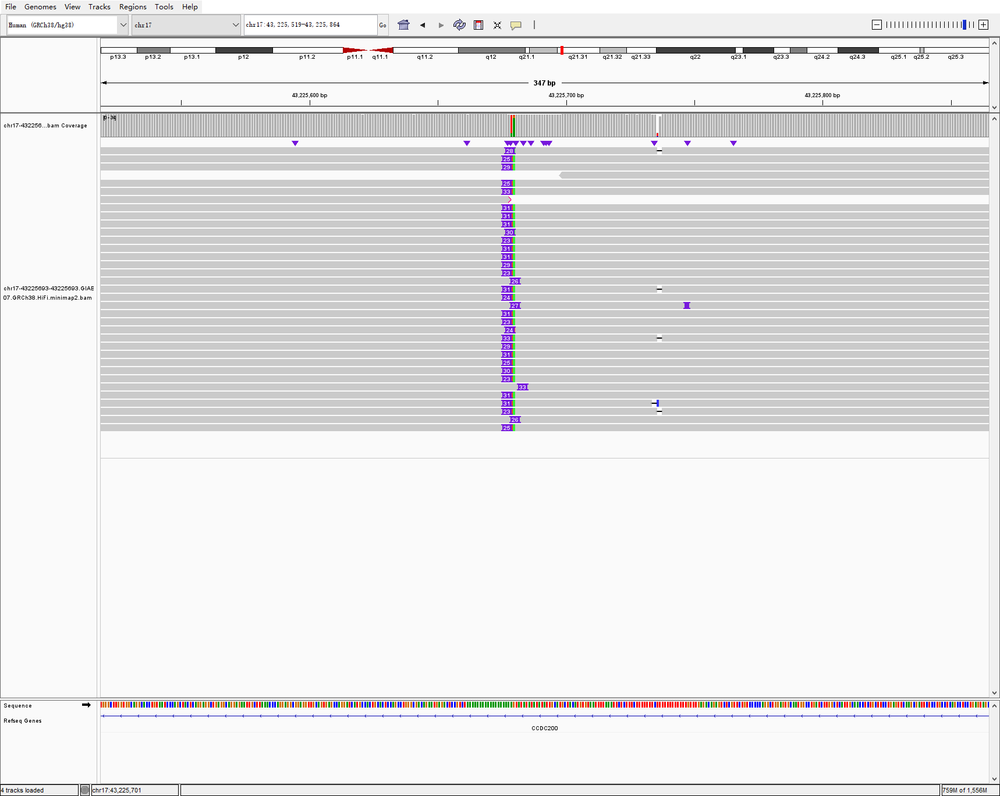 File Genomes View Tracks Regions Tools Help
Human (GRCh38/hg38) chr17 chr17:43,225,519-43,225,864 Go
p13.3 p13.2 p13.1 p12 p11.2 p11.1 q11.1 q11.2 q12 q21.1 q21.31 q21.32 q21.33 q22 q23.1 q23.3 q24.2 q24.3 q25.1 q25.2 q25.3
347 bp
43,225,600 bp 43,225,700 bp 43,225,800 bp
chr17-432256...bam Coverage
28
25
29
25
33
31
31
31
30
23
31
31
29
23
26
chr17-43225693-43225693.GIAB 31
07.GRCh38.HiFi.minimap2.bam 24
27
31
23
24
33
29
31
25
30
23
33
31
31
23
26
25
Sequence
Refseq Genes
CCDC200
4 tracks loaded chr17:43,225,701 759M of 1,556M